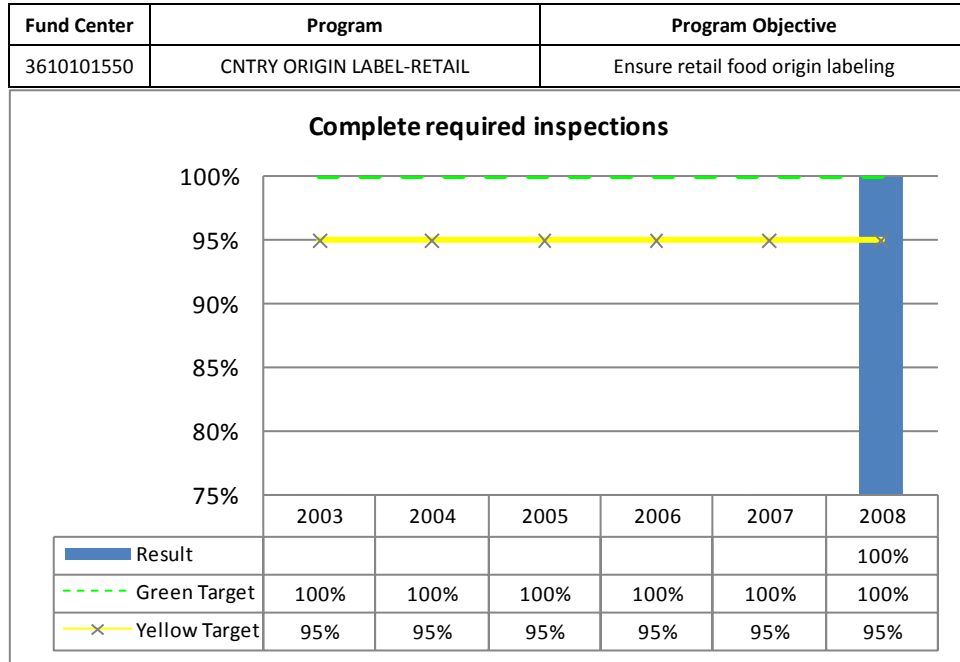 Fund Center Program Program Objective
3610101550 CNTRY ORIGIN LABEL-RETAIL Ensure retail food origin labeling
Complete required inspections
100%
95%
90%
85%
80%
75%
2003 2004 2005 2006 2007 2008
Result 100%
Green Target 100% 100% 100% 100% 100% 100%
Yellow Target 95% 95% 95% 95% 95% 95%